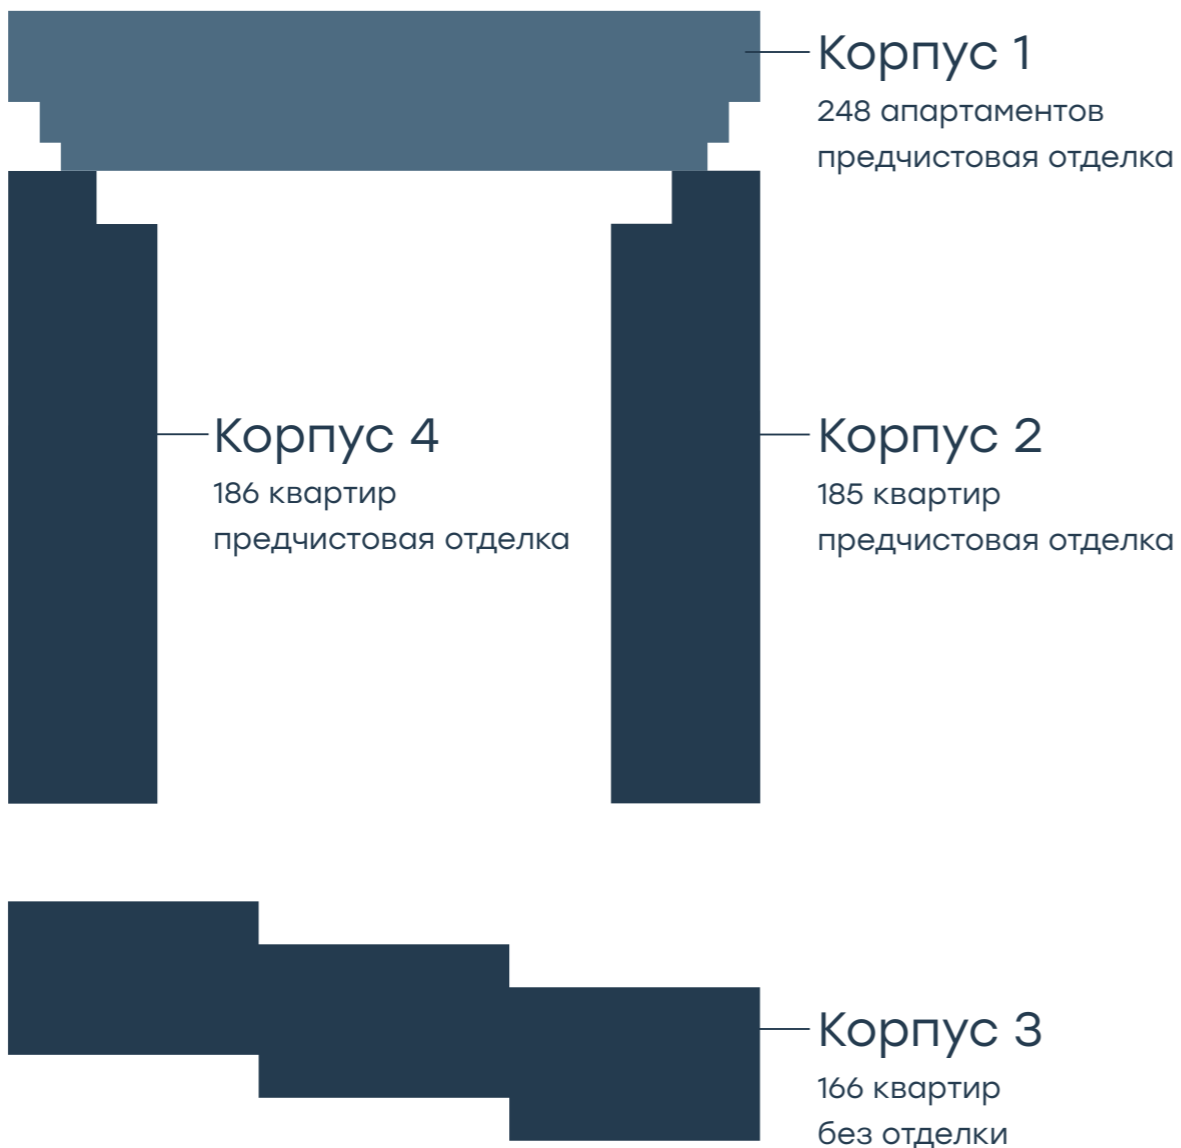 Корпус 1
248 апартаментов
предчистовая отделка
Корпус 4
186 квартир
предчистовая отделка
Корпус 2
185 квартир
предчистовая отделка
Корпус 3
166 квартир
без отделки